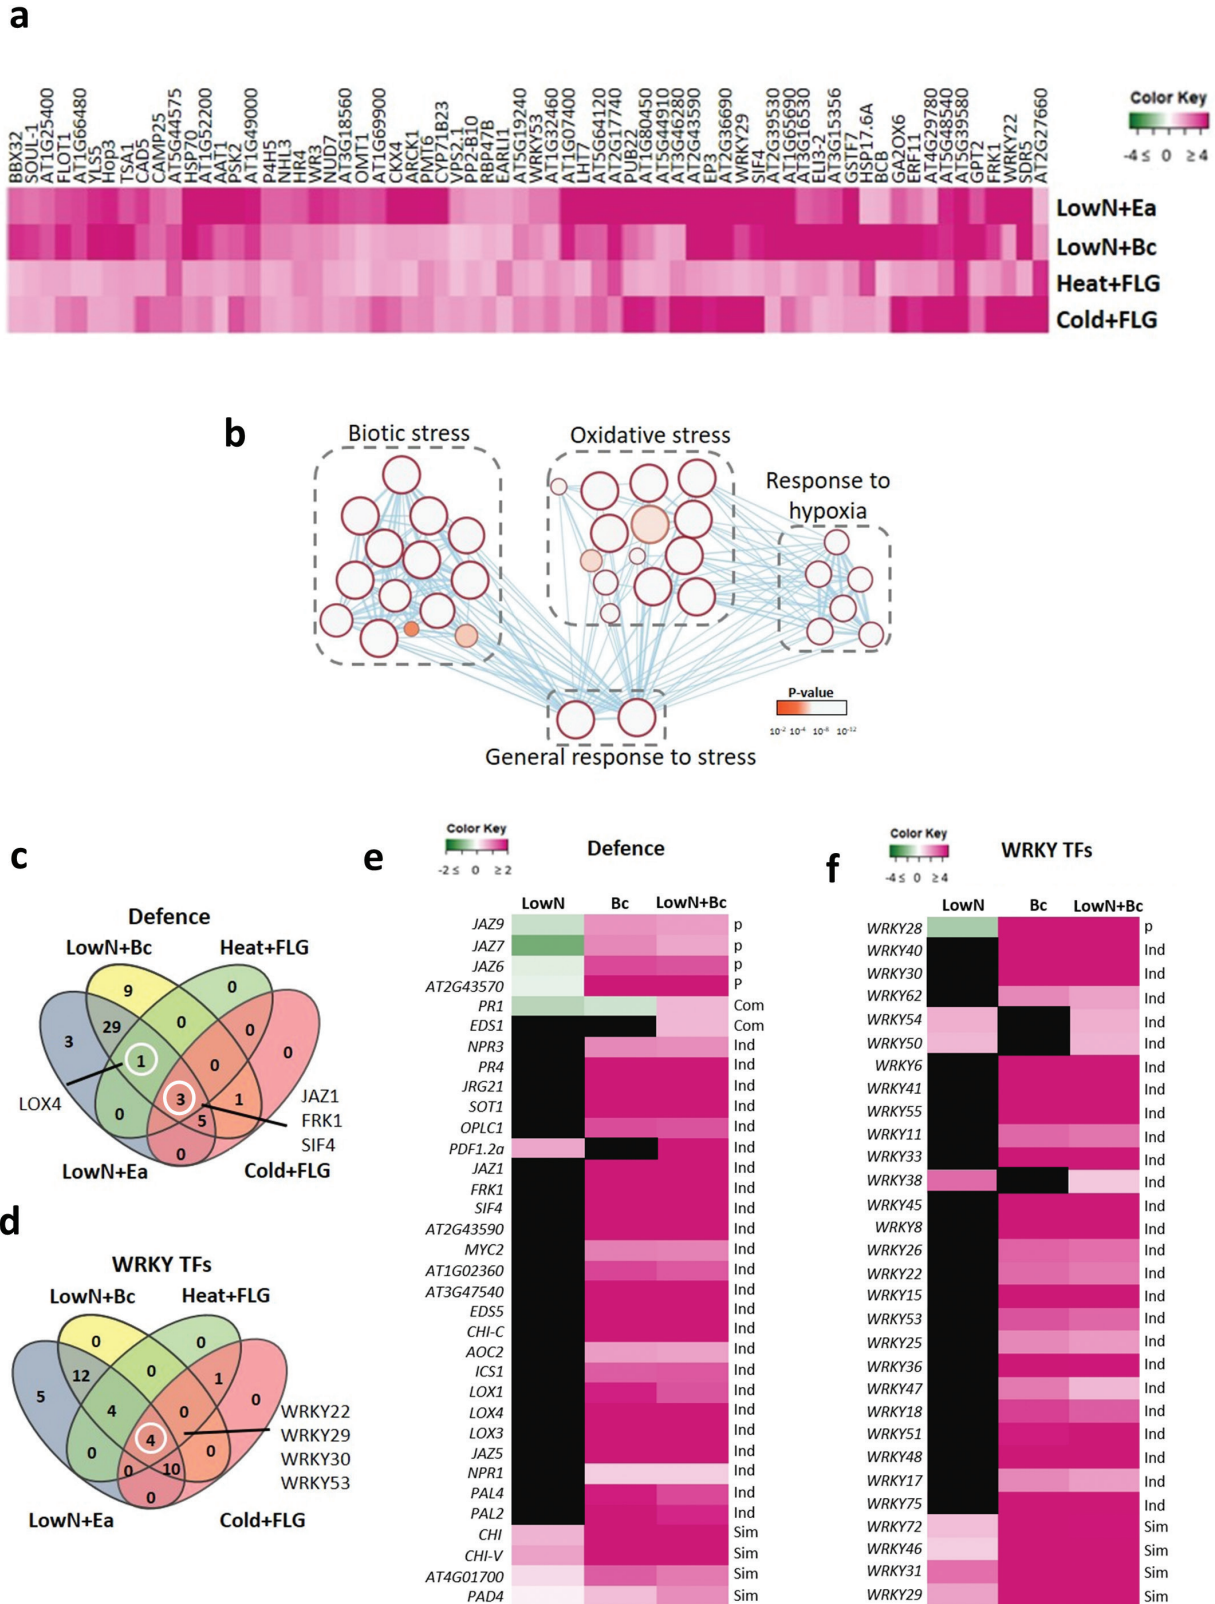 a
BBX32
SOUL-1
AT1G25400
FLOT1
AT1G66480
YLS5
Hop3
TSA1
CAD5
CAMP25
AT5G44575
HSP70
AT1G52200
AAT1
PSK2
AT1G49000
P4H5
NHL3
HR4
WR3
NUD7
AT3G18560
OMT1
AT1G69900
CKX4
ARCK1
PMT6
CYP71B23
VPS2.1
PP2-B10
RBP47B
EARLI1
AT5G19240
WRKY53
AT1G32460
AT1G07400
LHT7
AT5G64120
AT2G17740
PUB22
AT1G80450
AT5G44910
AT3G46280
AT2G43590
EP3
AT2G36690
WRKY29
SIF4
AT2G39530
AT1G65690
AT3G16530
ELI3-2
AT3G15356
GSTF7
HSP17.6A
BCB
GA2OX6
ERF11
AT4G29780
AT5G48540
AT5G39580
GPT2
FRK1
WRKY22
SDR5
AT2G27660
Color Key
-4 ≤ 0 ≥ 4
LowN+Ea
LowN+Bc
Heat+FLG
Cold+FLG
b
Biotic stress
Oxidative stress
Response to
hypoxia
P-value
10-2 10-4 10-8 10-12
General response to stress
c
Defence
LowN+Bc Heat+FLG
9 0
29 0 0
3 1 0 0
LOX4 0 3 5 1
JAZ1
FRK1
SIF4
0
LowN+Ea Cold+FLG
d
WRKY TFs
LowN+Bc Heat+FLG
0 0
12 0 1
5 4 0 0
0 4 0
0 10
0
WRKY22
WRKY29
WRKY30
WRKY53
LowN+Ea Cold+FLG
e
Color Key
-2 ≤ 0 ≥ 2
Defence
LowN Bc LowN+Bc
JAZ9 p
JAZ7 p
JAZ6 p
AT2G43570 P
PR1 Com
EDS1 Com
NPR3 Ind
PR4 Ind
JRG21 Ind
SOT1 Ind
OPLC1 Ind
PDF1.2a Ind
JAZ1 Ind
FRK1 Ind
SIF4 Ind
AT2G43590 Ind
MYC2 Ind
AT1G02360 Ind
AT3G47540 Ind
EDS5 Ind
CHI-C Ind
AOC2 Ind
ICS1 Ind
LOX1 Ind
LOX4 Ind
LOX3 Ind
JAZ5 Ind
NPR1 Ind
PAL4 Ind
PAL2 Ind
CHI Sim
CHI-V Sim
AT4G01700 Sim
PAD4 Sim
f
Color Key
-4 ≤ 0 ≥ 4
WRKY TFs
LowN Bc LowN+Bc
WRKY28 p
WRKY40 Ind
WRKY30 Ind
WRKY62 Ind
WRKY54 Ind
WRKY50 Ind
WRKY6 Ind
WRKY41 Ind
WRKY55 Ind
WRKY11 Ind
WRKY33 Ind
WRKY38 Ind
WRKY45 Ind
WRKY8 Ind
WRKY26 Ind
WRKY22 Ind
WRKY15 Ind
WRKY53 Ind
WRKY25 Ind
WRKY36 Ind
WRKY47 Ind
WRKY18 Ind
WRKY51 Ind
WRKY48 Ind
WRKY17 Ind
WRKY75 Ind
WRKY72 Sim
WRKY46 Sim
WRKY31 Sim
WRKY29 Sim